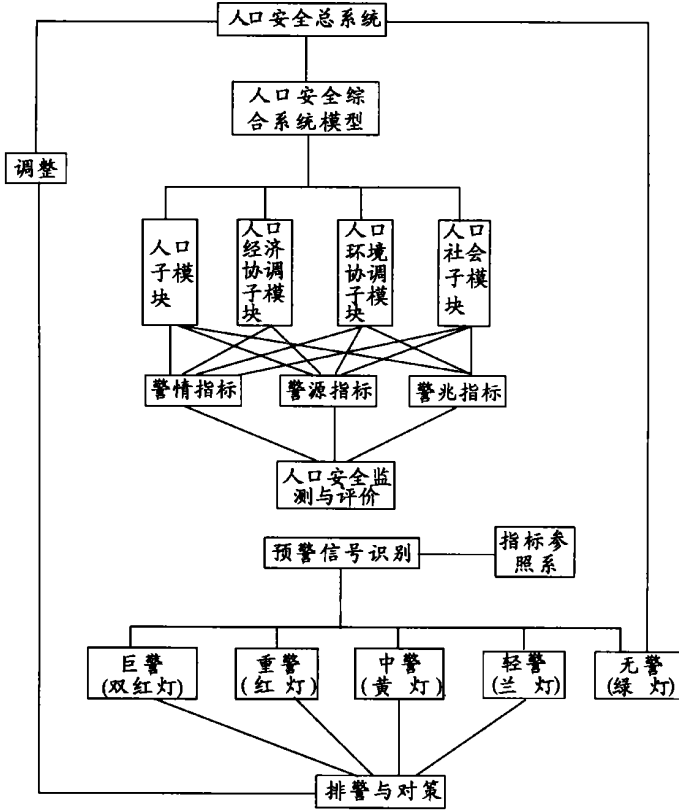 人口安全总系统
人口安全综
合系统模型
调整
人口
子模
块
人口
经济
协调
子模
块
人口
环境
协调
子模
块
人口
社会
子模
块
警情指标
警源指标
警兆指标
人口安全监
测与评价
预警信号识别
指标参
照系
巨警
(双红灯)
重警
(红 灯)
中警
(黄 灯)
轻警
(兰 灯)
无警
(绿 灯)
排警与对策